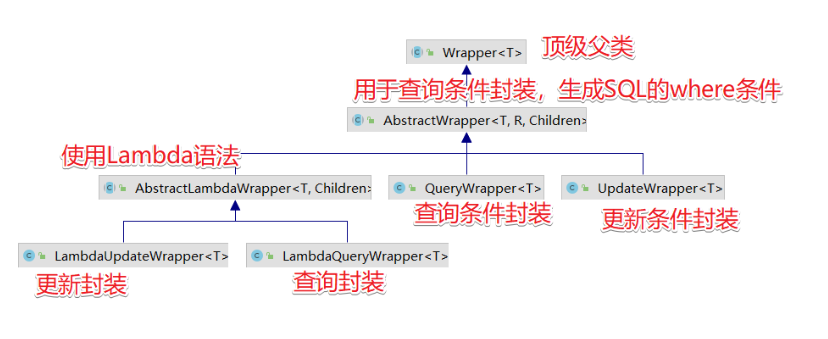 Wrapper<T>
顶级父类
用于查询条件封装，生成SQL的where条件
AbstractWrapper<T, R, Children>
使用Lambda语法
AbstractLambdaWrapper<T, Children>
QueryWrapper<T>
UpdateWrapper<T>
查询条件封装
更新条件封装
LambdaUpdateWrapper<T>
LambdaQueryWrapper<T>
更新封装
查询封装